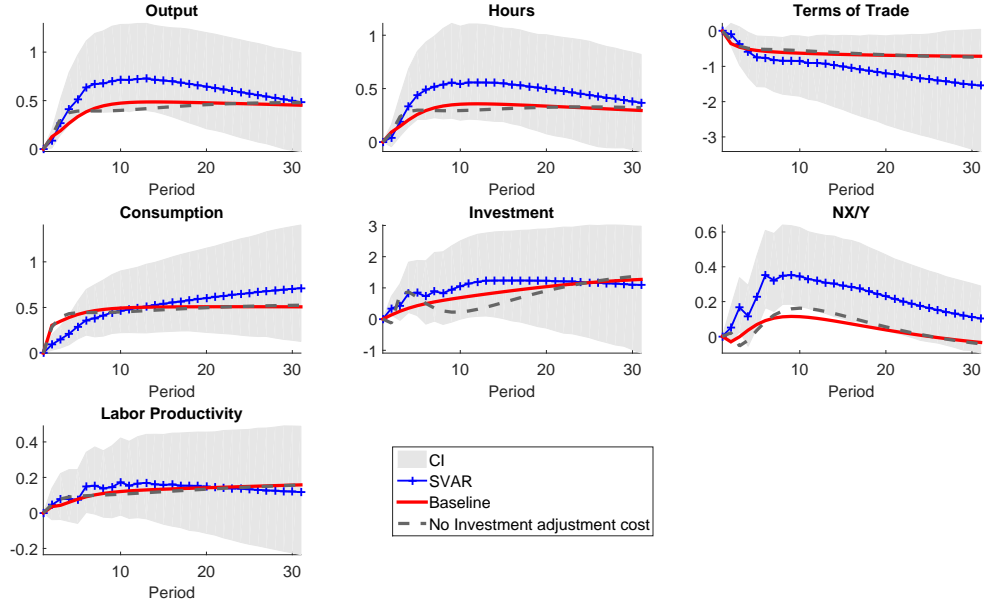 Output
1
0.5
0
10 20 30
Period
Hours
1
0.5
0
10 20 30
Period
Terms of Trade
0
-1
-2
-3
10 20 30
Period
Consumption
1
0.5
0
10 20 30
Period
Investment
3
2
1
0
-1
10 20 30
Period
NX/Y
0.6
0.4
0.2
0
10 20 30
Period
Labor Productivity
0.4
0.2
0
-0.2
10 20 30
Period
CI
SVAR
Baseline
No Investment adjustment cost